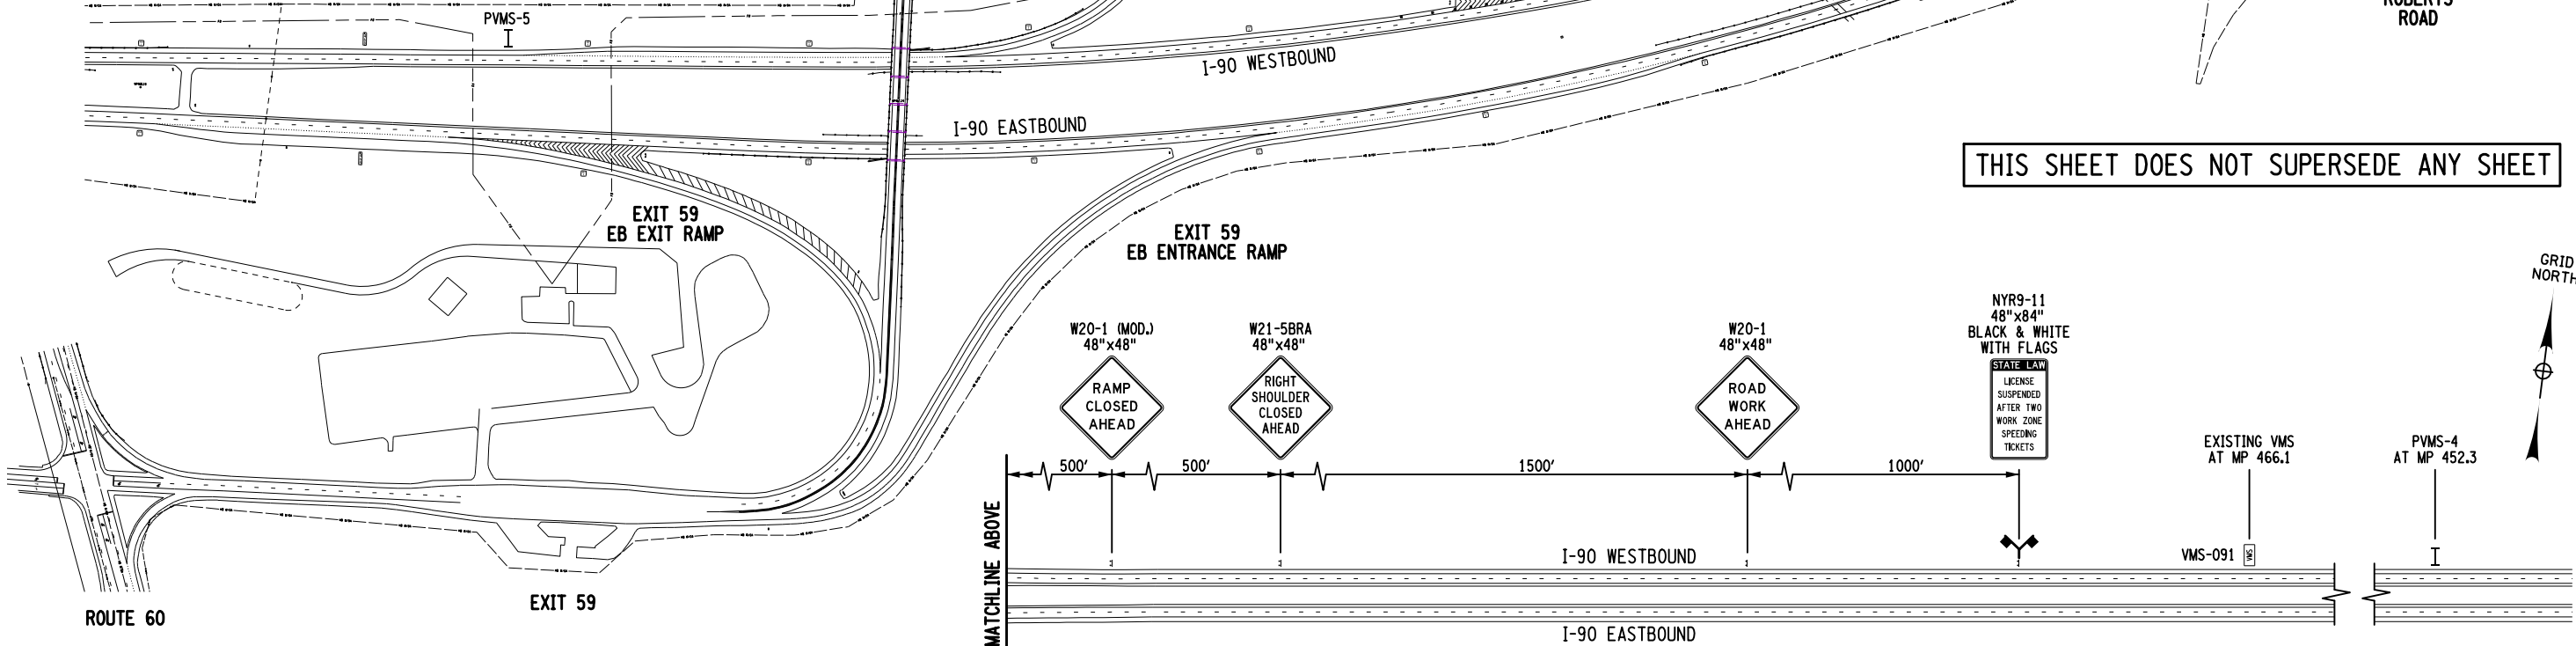 PVMS-5
ROAD
I-90 WESTBOUND
I-90 EASTBOUND
THIS SHEET DOES NOT SUPERSEDE ANY SHEET
EXIT 59
EB EXIT RAMP
EXIT 59
EB ENTRANCE RAMP
GRID
NORTH
W20-1 (MOD.)
48"x48"
RAMP
CLOSED
AHEAD
W21-5BRA
48"x48"
RIGHT
SHOULDER
CLOSED
AHEAD
W20-1
48"x48"
ROAD
WORK
AHEAD
NYR9-11
48"x84"
BLACK & WHITE
WITH FLAGS
STATE LAW
LICENSE
SUSPENDED
AFTER TWO
WORK ZONE
SPEEDING
TICKETS
EXISTING VMS
AT MP 466.1
PVMS-4
AT MP 452.3
500'
500'
1500'
1000'
MATCHLINE ABOVE
I-90 WESTBOUND
VMS-091
VMS
I-90 EASTBOUND
EXIT 59
ROUTE 60